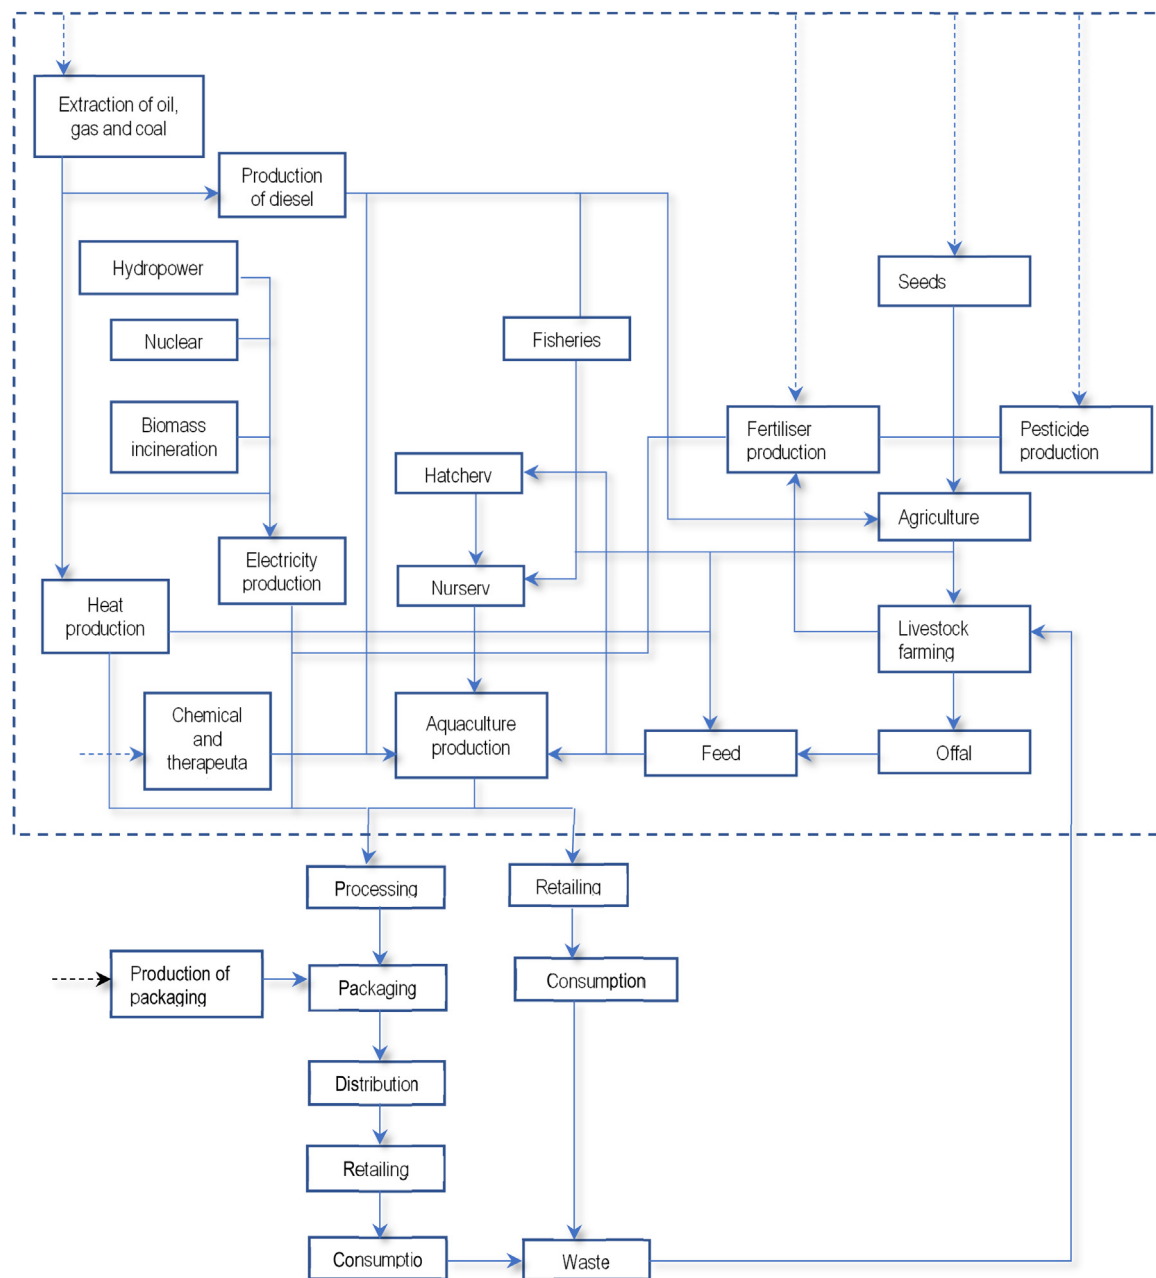 Extraction of oil,
gas and coal
Production
of diesel
Hydropower
Seeds
Nuclear
Fisheries
Biomass
incineration
Fertiliser
production
Pesticide
production
Hatcherv
Agriculture
Electricity
production
Nurserv
Heat
production
Livestock
farming
Chemical
and
therapeuta
Aquaculture
production
Feed
Offal
Processing
Retailing
Production of
packaging
Packaging
Consumption
Distribution
Retailing
Consumptio
Waste